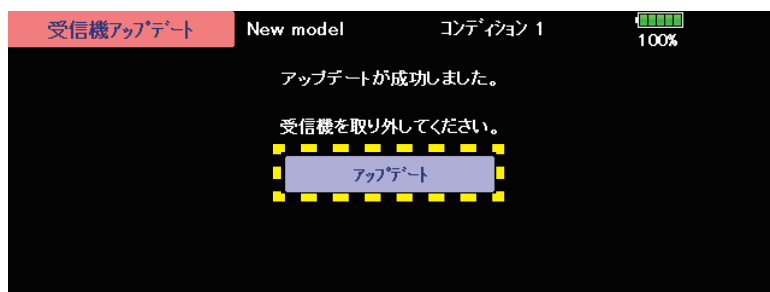 受信機アップデート New model コンディション 1 100%
アップデートが成功しました。
受信機を取り外してください。
アップデート